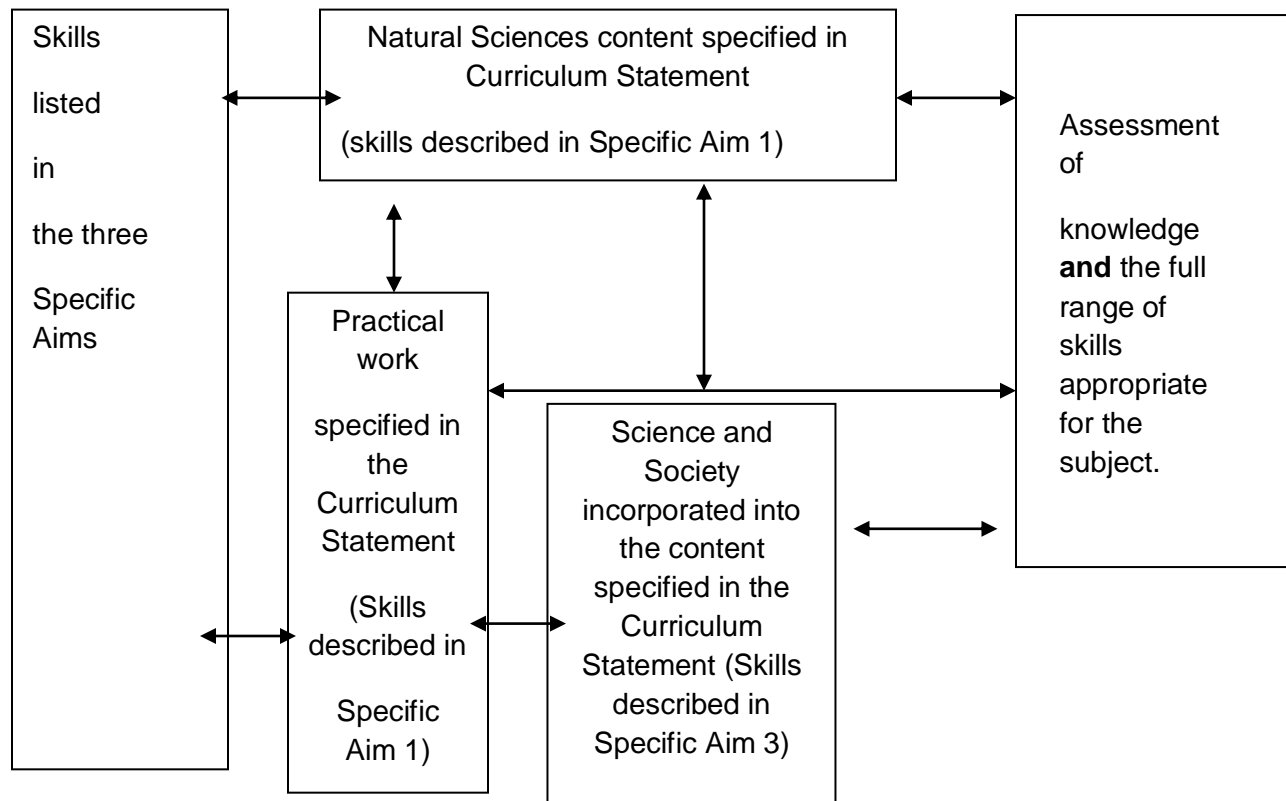 Skills
listed
in
the three
Specific
Aims
Natural Sciences content specified in
Curriculum Statement
(skills described in Specific Aim 1)
Practical
work
specified in
the
Curriculum
Statement
(Skills
described in
Specific
Aim 1)
Science and
Society
incorporated into
the content
specified in the
Curriculum
Statement (Skills
described in
Specific Aim 3)
Assessment
of
knowledge
and the full
range of
skills
appropriate
for the
subject.